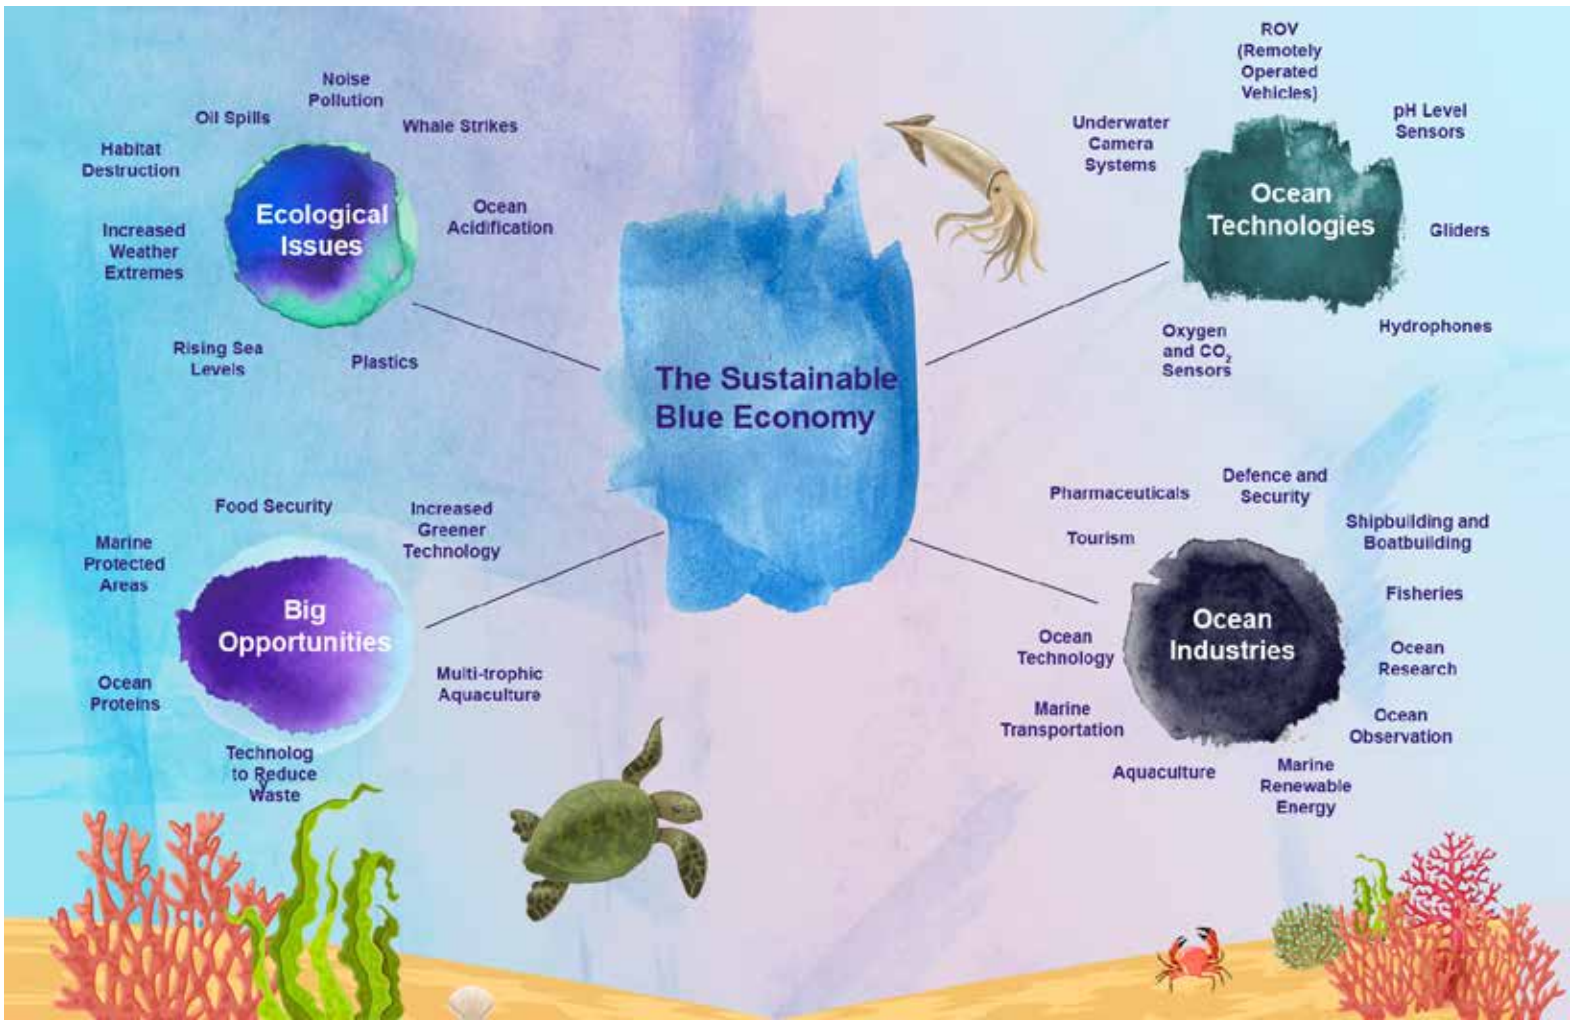 The Sustainable
Blue Economy
Ecological
Issues
Noise
Pollution
Oil Spills
Whale Strikes
Habitat
Destruction
Ocean
Acidification
Increased
Weather
Extremes
Rising Sea
Levels
Plastics
Ocean
Technologies
ROV
(Remotely
Operated
Vehicles)
Underwater
Camera
Systems
pH Level
Sensors
Gliders
Hydrophones
Oxygen
and CO₂
Sensors
Big
Opportunities
Food Security
Increased
Greener
Technology
Marine
Protected
Areas
Ocean
Proteins
Multi-trophic
Aquaculture
Technolog
to Reduce
y
Waste
Ocean
Industries
Pharmaceuticals
Defence and
Security
Tourism
Shipbuilding and
Boatbuilding
Fisheries
Ocean
Technology
Ocean
Research
Marine
Transportation
Ocean
Observation
Aquaculture
Marine
Renewable
Energy